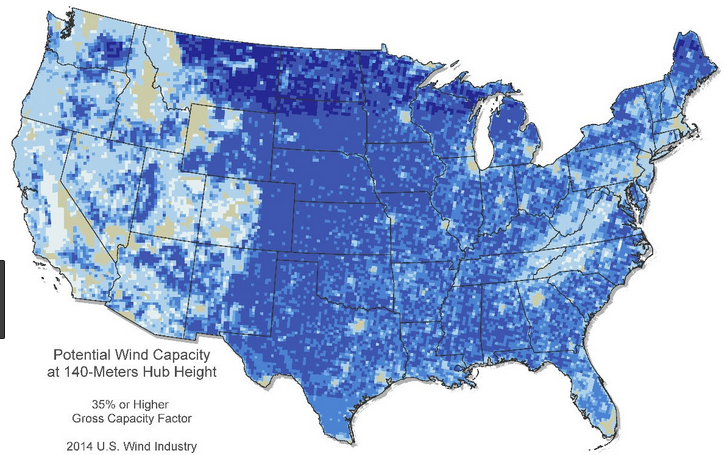 Potential Wind Capacity
at 140-Meters Hub Height
35% or Higher
Gross Capacity Factor
2014 U.S. Wind Industry